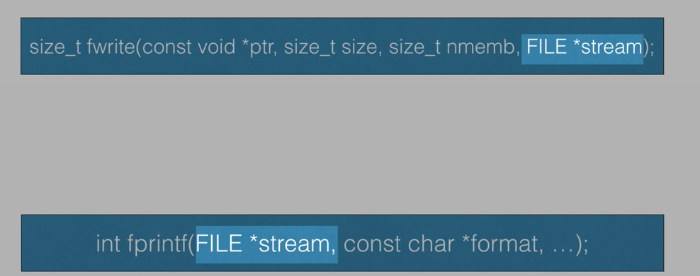 size_t fwrite(const void *ptr, size_t size, size_t nmemb, FILE *stream);
int fprintf(FILE *stream, const char *format, …);